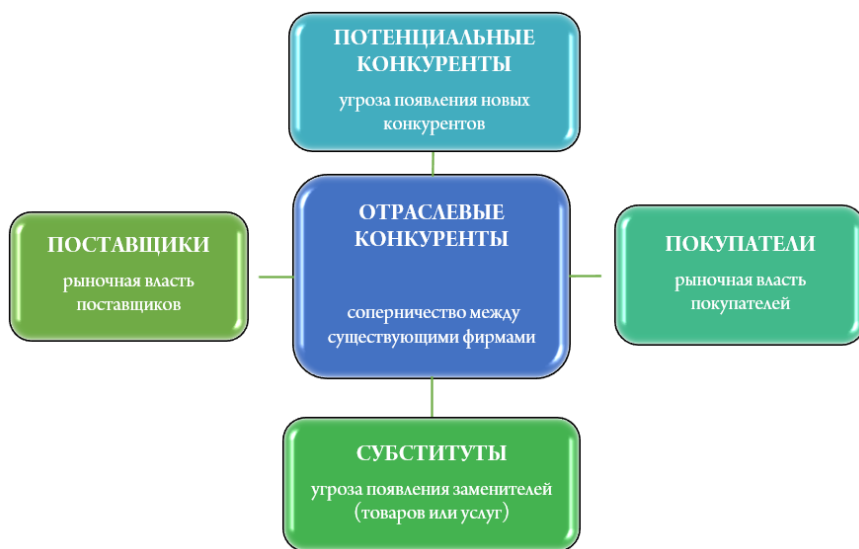 ПОТЕНЦИАЛЬНЫЕ
КОНКУРЕНТЫ
угроза появления новых
конкурентов
ПОСТАВЩИКИ
рыночная власть
поставщиков
ОТРАСЛЕВЫЕ
КОНКУРЕНТЫ
соперничество между
существующими фирмами
ПОКУПАТЕЛИ
рыночная власть
покупателей
СУБСТИТУТЫ
угроза появления заменителей
(товаров или услуг)